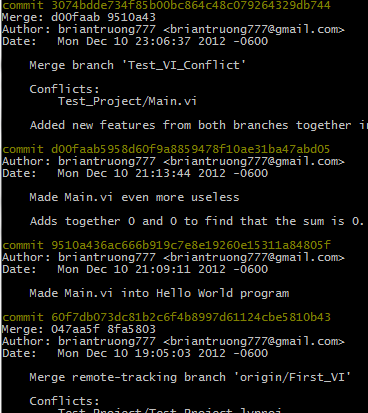 commit 3074bdde734f85b00bc864c48c079264329db744
Merge: d00faab 9510a43
Author: briantruong777 <briantruong777@gmail.com>
Date:   Mon Dec 10 23:06:37 2012 -0600
Merge branch 'Test_VI_Conflict'
Conflicts:
Test_Project/Main.vi
Added new features from both branches together
commit d00faab5958d60f9a8859478f10ae31ba47abd05
Author: briantruong777 <briantruong777@gmail.com>
Date:   Mon Dec 10 21:13:44 2012 -0600
Made Main.vi even more useless
Adds together 0 and 0 to find that the sum is 0.
commit 9510a436ac666b919c7e8e19260e15311a84805f
Author: briantruong777 <briantruong777@gmail.com>
Date:   Mon Dec 10 21:09:11 2012 -0600
Made Main.vi into Hello World program
commit 60f7db073dc81b2c6f4b8997d61124cbe5810b43
Merge: 047aa5f 8fa5803
Author: briantruong777 <briantruong777@gmail.com>
Date:   Mon Dec 10 19:05:03 2012 -0600
Merge remote-tracking branch 'origin/First_VI'
Conflicts: